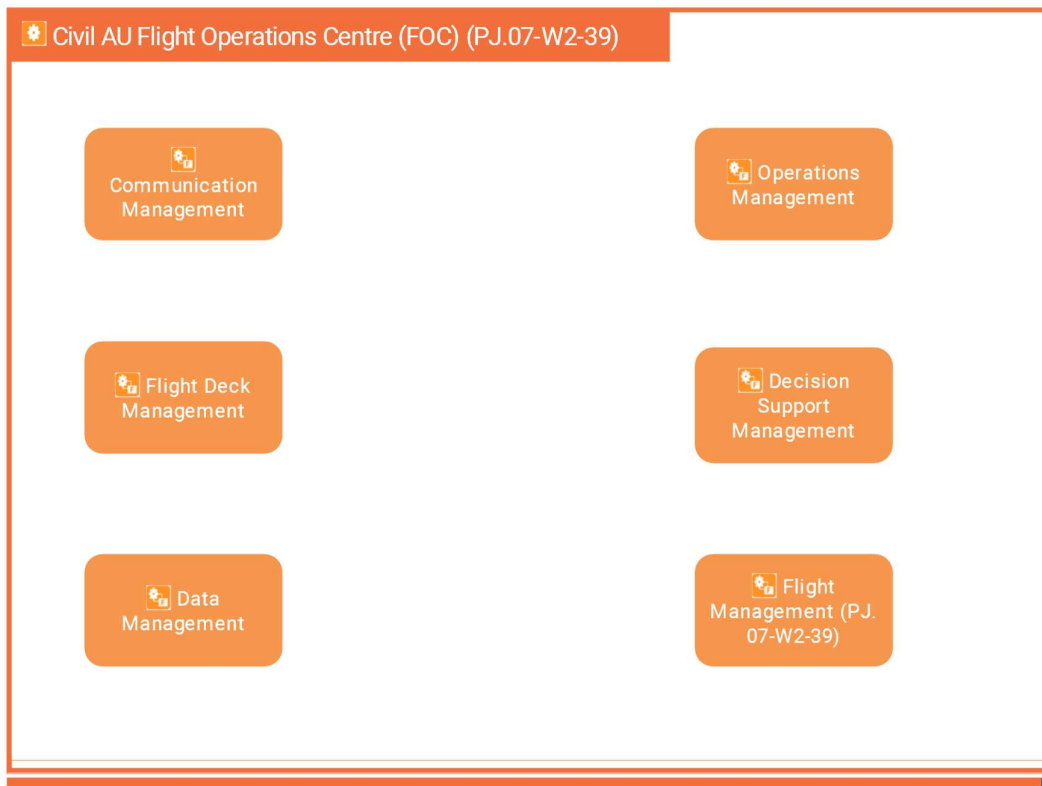 Civil AU Flight Operations Centre (FOC) (PJ.07-W2-39)
Communication
Management
Operations
Management
Flight Deck
Management
Decision
Support
Management
Data
Management
Flight
Management (PJ.
07-W2-39)